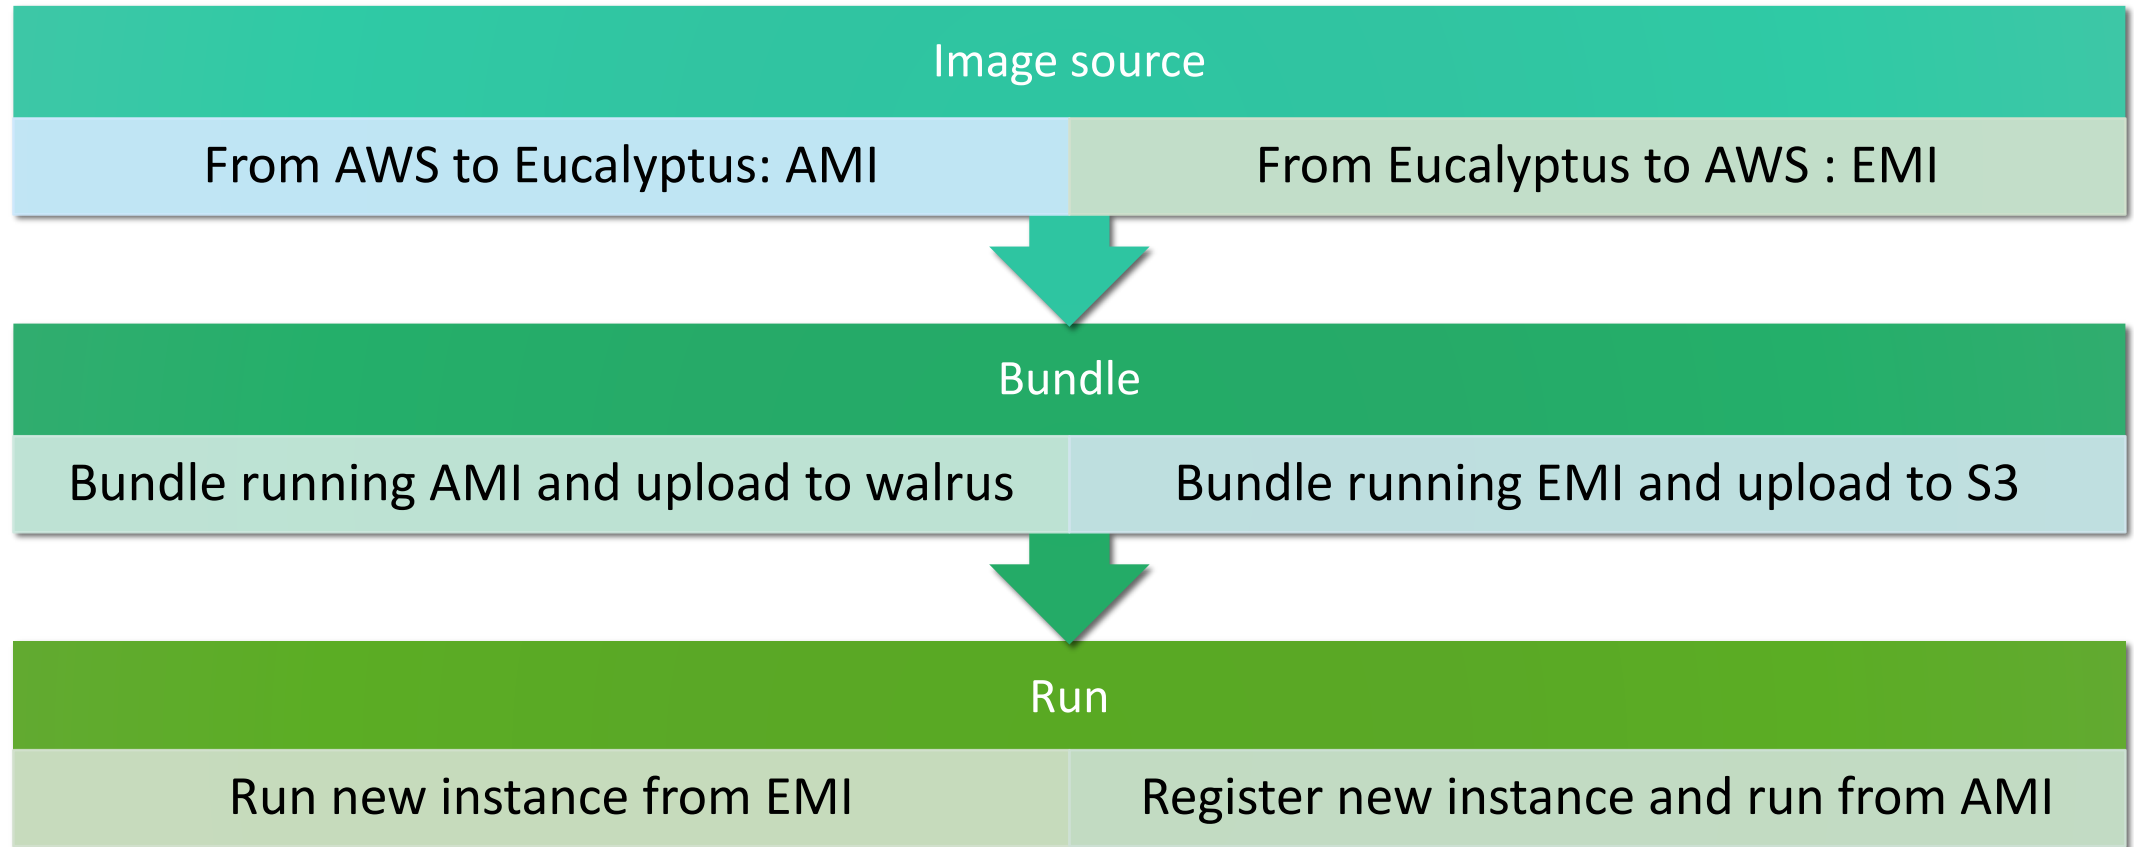 Image source
From AWS to Eucalyptus: AMI
From Eucalyptus to AWS : EMI
Bundle
Bundle running AMI and upload to walrus
Bundle running EMI and upload to S3
Run
Run new instance from EMI
Register new instance and run from AMI